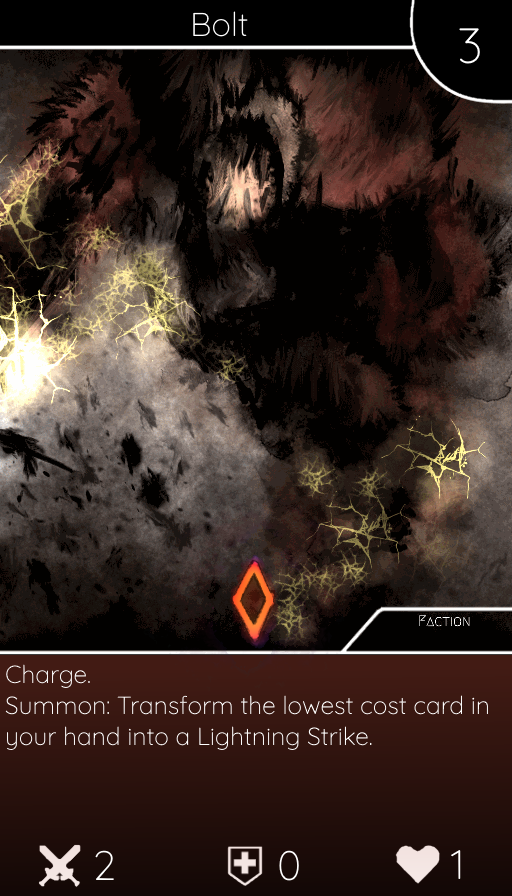 Bolt
3
Faction
Charge.
Summon: Transform the lowest cost card in
your hand into a Lightning Strike.
2 0 1